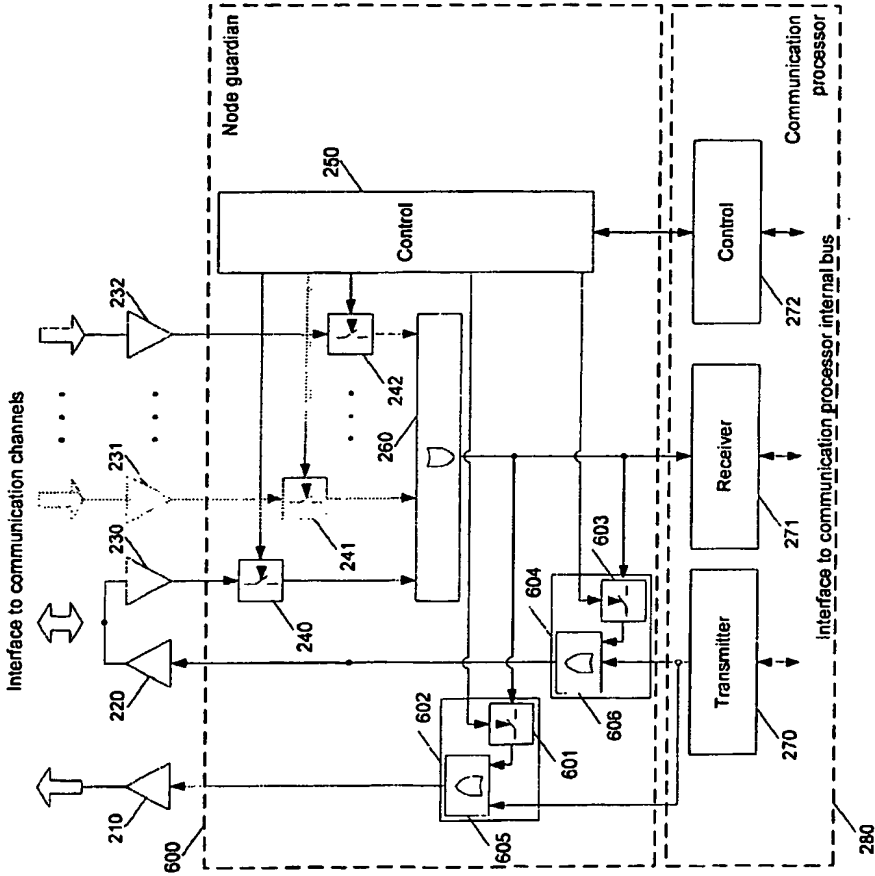 Interface to communication channels
210
220
230
231
232
600
Node guardian
250
Control
240
241
242
260
602
601
605
604
603
606
Transmitter
Receiver
Control
270
271
272
Communication
processor
Interface to communication processor internal bus
280